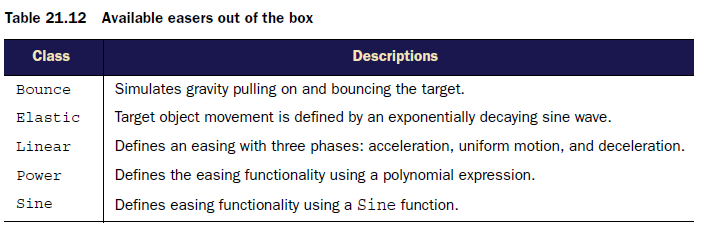 Table 21.12 Available easers out of the box
Class Descriptions
Bounce Simulates gravity pulling on and bouncing the target.
Elastic Target object movement is defined by an exponentially decaying sine wave.
Linear Defines an easing with three phases: acceleration, uniform motion, and deceleration.
Power Defines the easing functionality using a polynomial expression.
Sine Defines easing functionality using a Sine function.